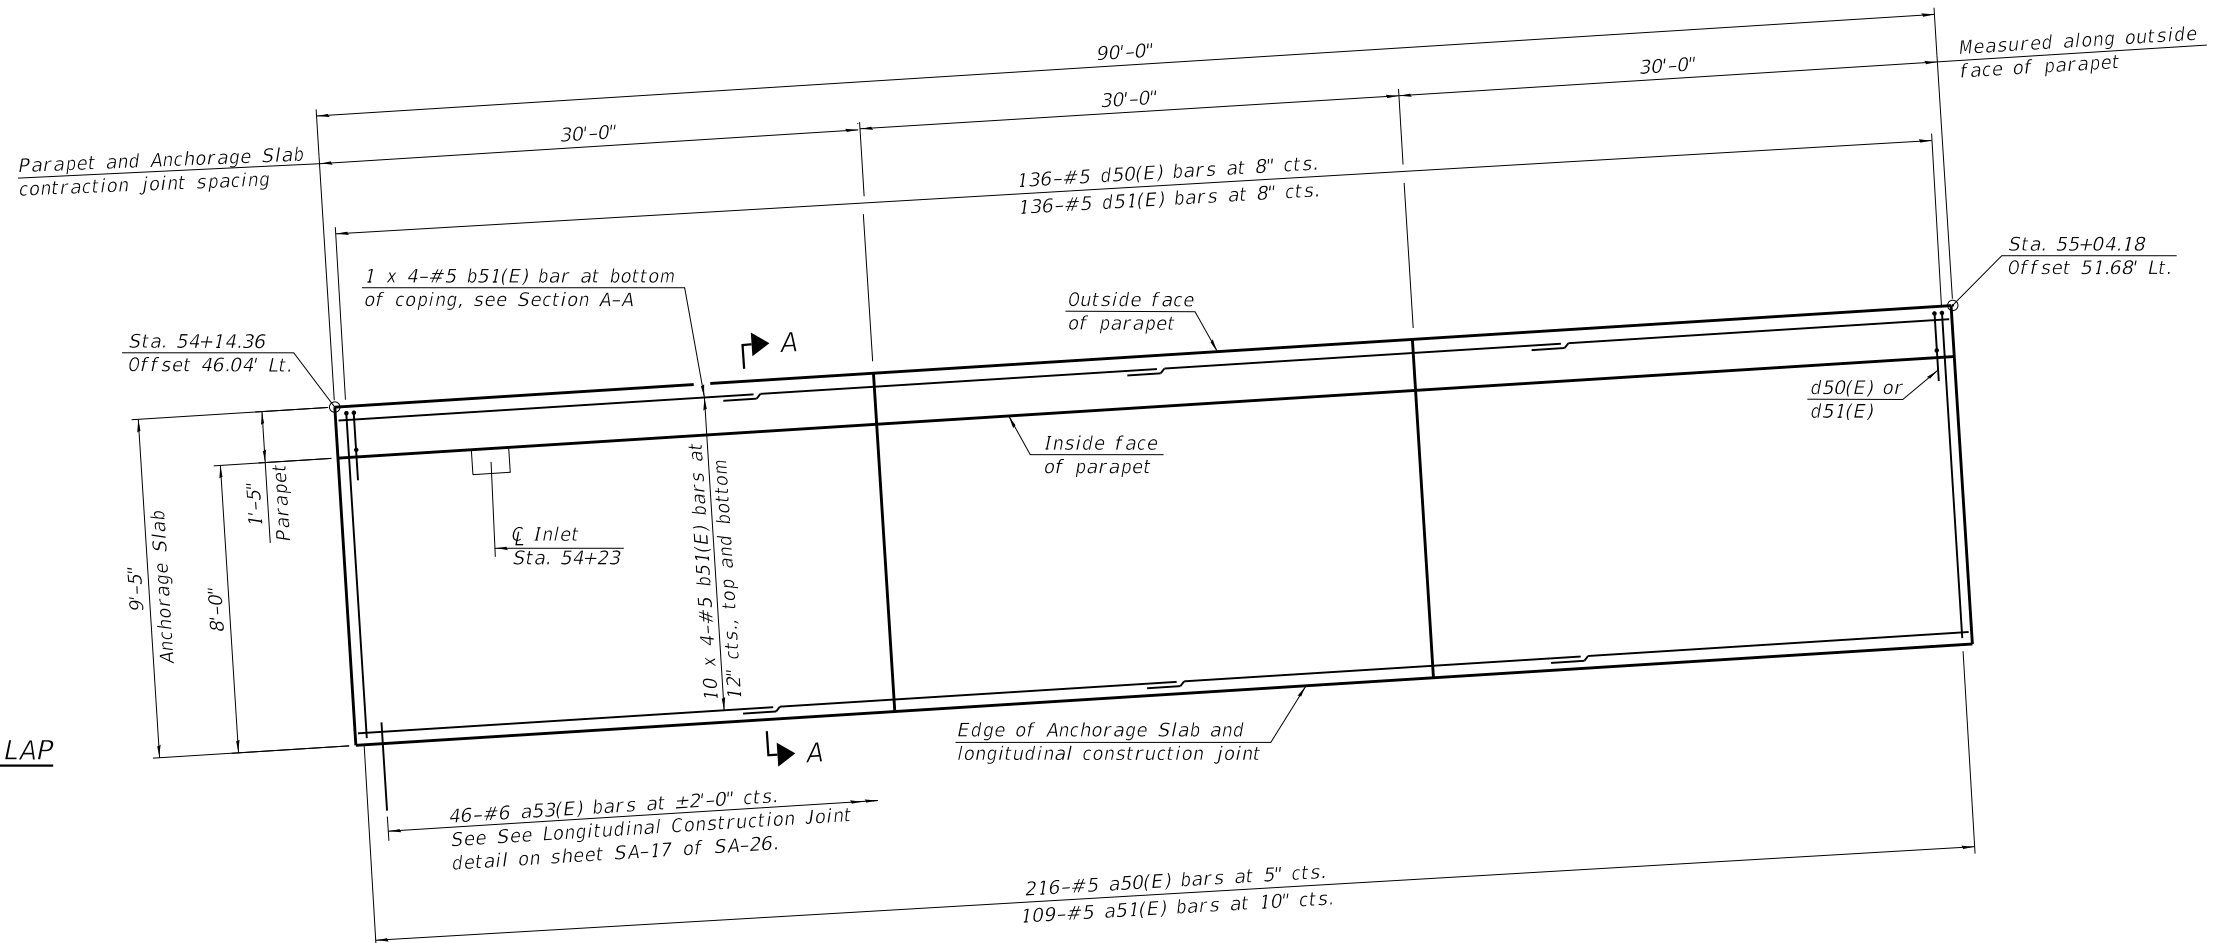 90'-0"
Measured along outside
face of parapet
30'-0"
30'-0"
30'-0"
Parapet and Anchorage Slab
contraction joint spacing
136-#5 d50(E) bars at 8" cts.
136-#5 d51(E) bars at 8" cts.
Sta. 55+04.18
Offset 51.68' Lt.
1 x 4-#5 b51(E) bar at bottom
of coping, see Section A-A
Outside face
of parapet
Sta. 54+14.36
Offset 46.04' Lt.
A
d50(E) or
d51(E)
Inside face
of parapet
1'-5"
Parapet
9'-5"
Anchorage Slab
8'-0"
℄ Inlet
Sta. 54+23
10 x 4-#5 b51(E) bars at
12" cts., top and bottom
Edge of Anchorage Slab and
longitudinal construction joint
A
LAP
46-#6 a53(E) bars at ±2'-0" cts.
See See Longitudinal Construction Joint
detail on sheet SA-17 of SA-26.
216-#5 a50(E) bars at 5" cts.
109-#5 a51(E) bars at 10" cts.